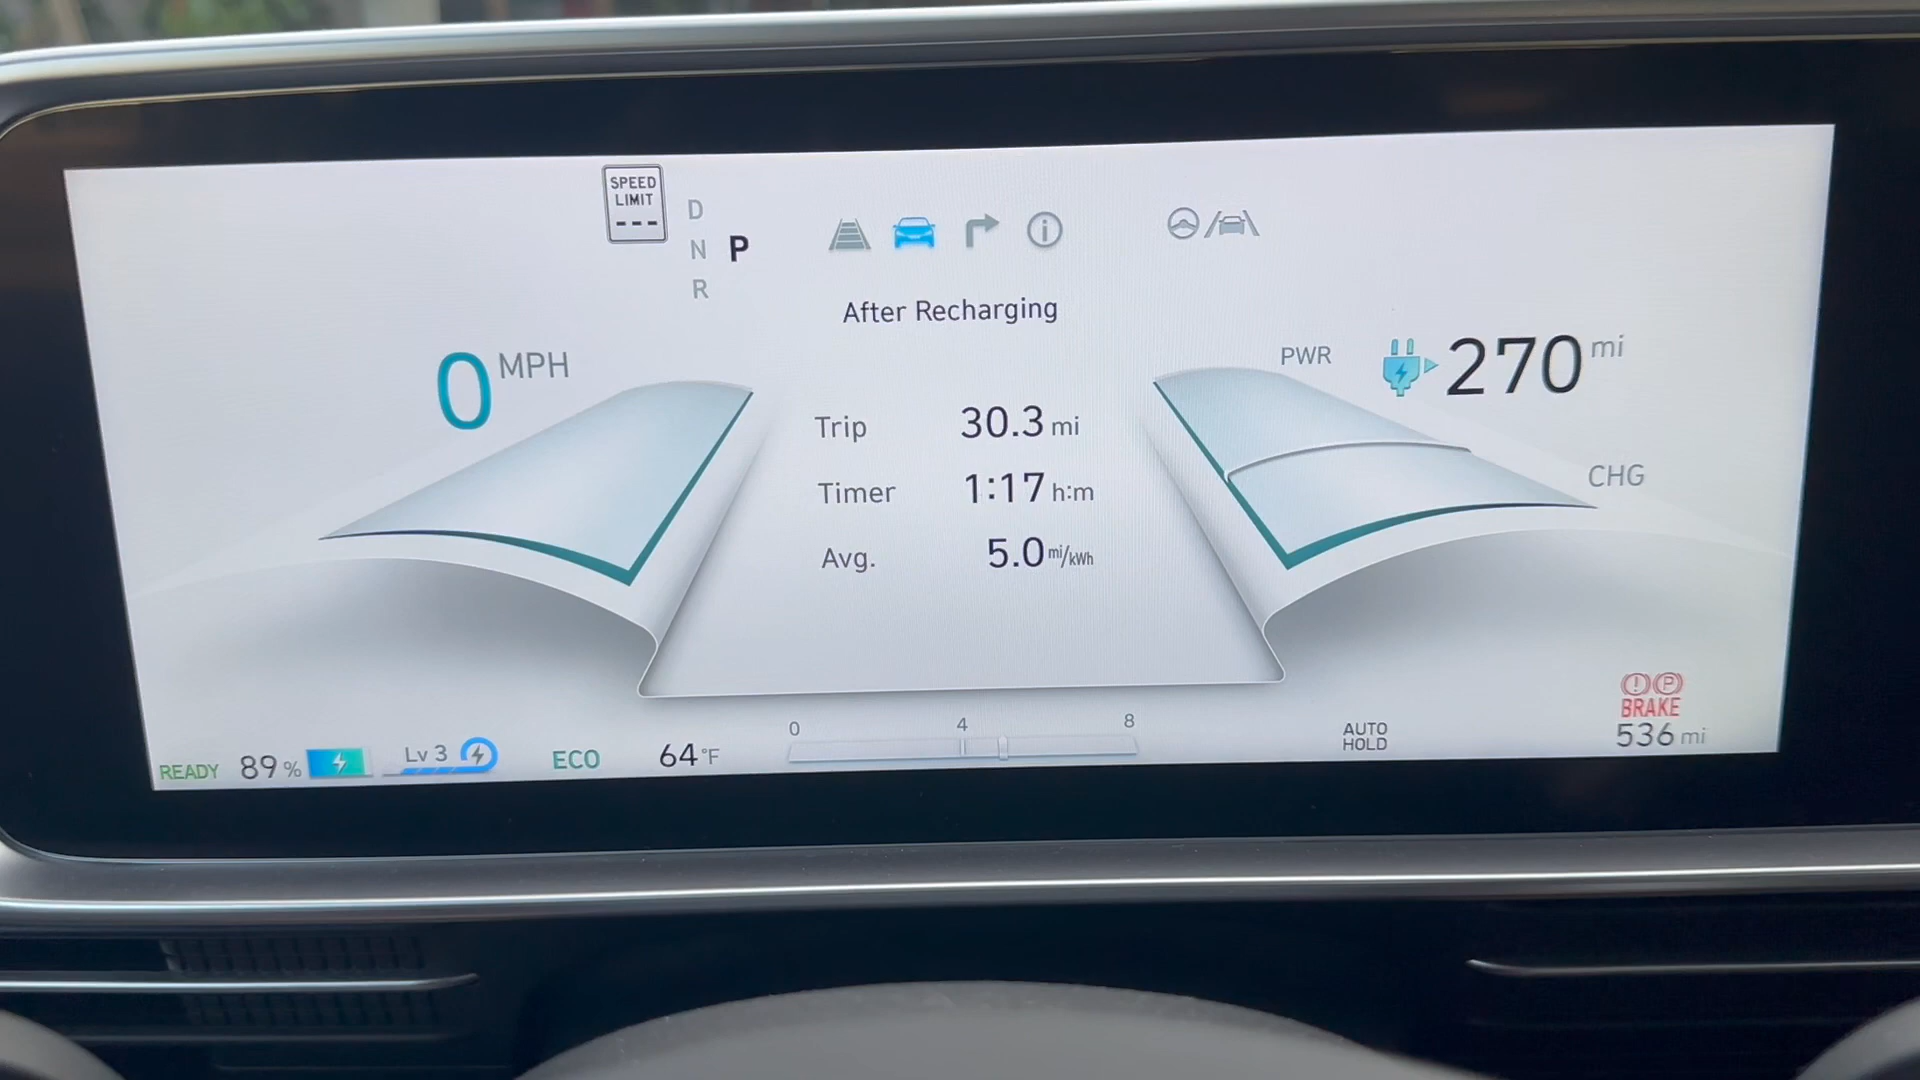 SPEED
LIMIT
---
D
N P
R
After Recharging
0 MPH
PWR
270 mi
CHG
Trip 30.3 mi
Timer 1:17 h:m
Avg. 5.0 mi/kWh
READY 89% Lv 3 ECO 64°F
0 4 8
AUTO
HOLD
BRAKE
536 mi